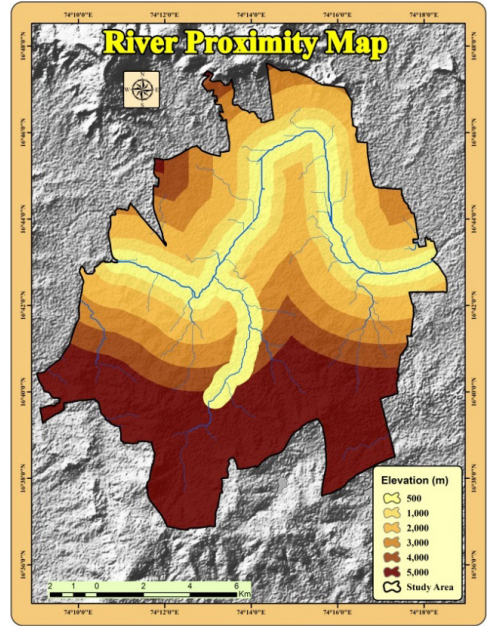 74°10'0"E 74°12'0"E 74°14'0"E 74°16'0"E 74°18'0"E
River Proximity Map
N
W E
S
Elevation (m)
500
1,000
2,000
3,000
4,000
5,000
Study Area
2 1 0 2 4 6
Km
74°10'0"E 74°12'0"E 74°14'0"E 74°16'0"E 74°18'0"E